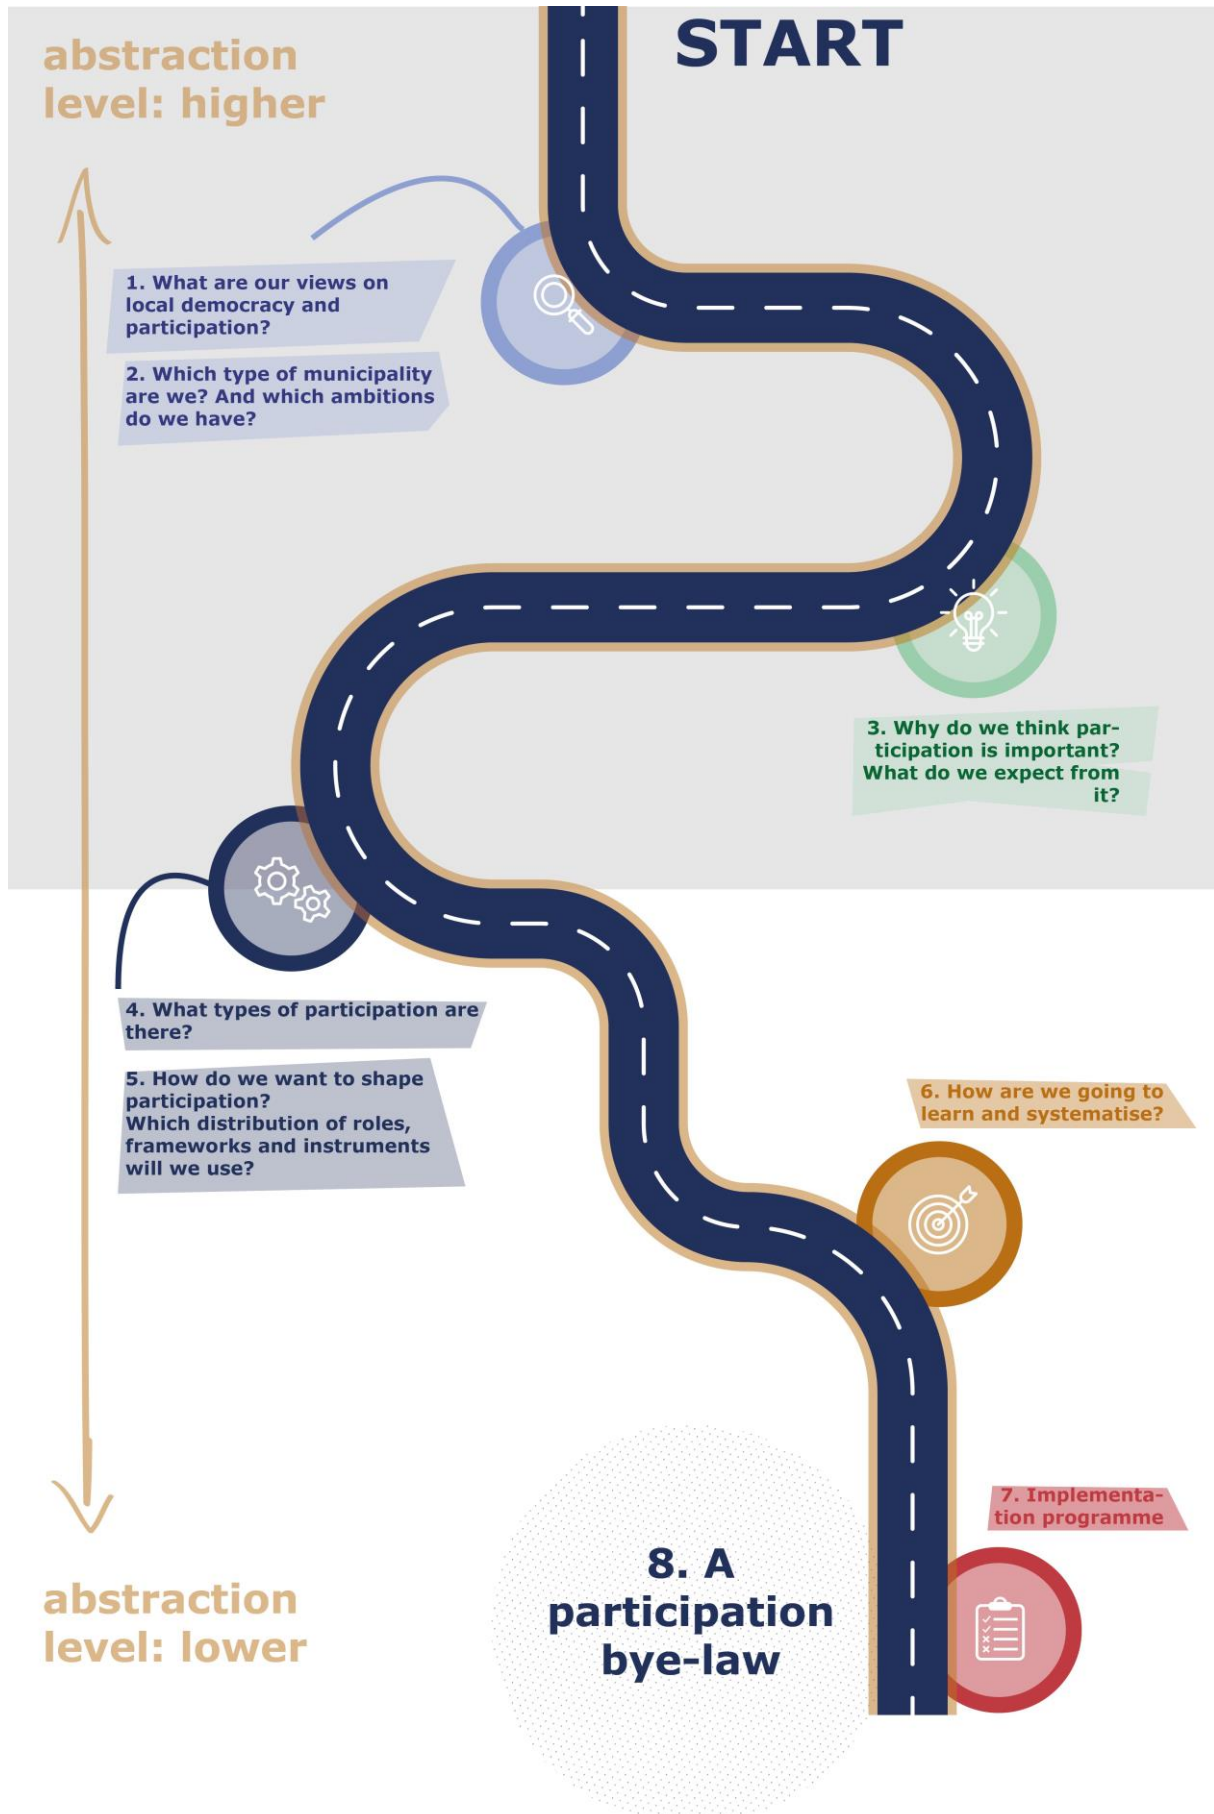 START
abstraction
level: higher
1. What are our views on
local democracy and
participation?
2. Which type of municipality
are we? And which ambitions
do we have?
3. Why do we think par-
ticipation is important?
What do we expect from
it?
4. What types of participation are
there?
5. How do we want to shape
participation?
Which distribution of roles,
frameworks and instruments
will we use?
6. How are we going to
learn and systematise?
7. Implementa-
tion programme
8. A
participation
bye-law
abstraction
level: lower